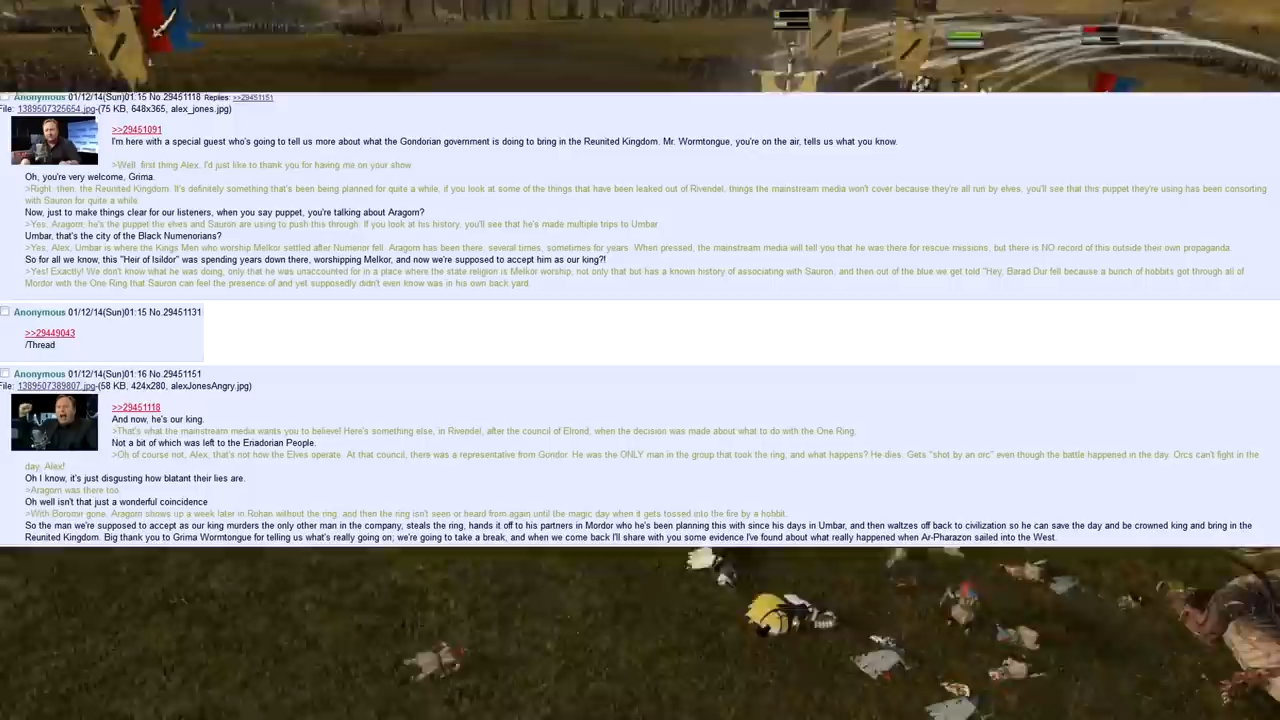 Anonymous 01/12/14(Sun)01:15 No.29451118 Replies: >>29451151
File: 1389507325654.jpg-(75 KB, 648x365, alex_jones.jpg)
>>29451091
I'm here with a special guest who's going to tell us more about what the Gondorian government is doing to bring in the Reunited Kingdom. Mr. Wormtongue, you're on the air, tells us what you know.
>Well, first thing Alex, I'd just like to thank you for having me on your show.
Oh, you're very welcome, Grima.
>Right, then, the Reunited Kingdom. It's definitely something that's been being planned for quite a while, if you look at some of the things that have been leaked out of Rivendel, things the mainstream media won't cover because they're all run by elves, you'll see that this puppet they're using has been consorting
with Sauron for quite a while.
Now, just to make things clear for our listeners, when you say puppet, you're talking about Aragorn?
>Yes, Aragorn, he's the puppet the elves and Sauron are using to push this through. If you look at his history, you'll see that he's made multiple trips to Umbar
Umbar, that's the city of the Black Numenorians?
>Yes, Alex, Umbar is where the Kings Men who worship Melkor settled after Numenor fell. Aragorn has been there, several times, sometimes for years. When pressed, the mainstream media will tell you that he was there for rescue missions, but there is NO record of this outside their own propaganda.
So for all we know, this "Heir of Isildor" was spending years down there, worshipping Melkor, and now we're supposed to accept him as our king?!
>Yes! Exactly! We don't know what he was doing, only that he was unaccounted for in a place where the state religion is Melkor worship, not only that but has a known history of associating with Sauron, and then out of the blue we get told "Hey, Barad Dur fell because a bunch of hobbits got through all of
Mordor with the One Ring that Sauron can feel the presence of and yet supposedly didn't even know was in his own back yard.
Anonymous 01/12/14(Sun)01:15 No.29451131
>>29449043
/Thread
Anonymous 01/12/14(Sun)01:16 No.29451151
File: 1389507389807.jpg-(58 KB, 424x280, alexJonesAngry.jpg)
>>29451118
And now, he's our king.
>That's what the mainstream media wants you to believe! Here's something else, in Rivendel, after the council of Elrond, when the decision was made about what to do with the One Ring,
Not a bit of which was left to the Eriadorian People.
>Oh of course not, Alex, that's not how the Elves operate. At that council, there was a representative from Gondor. He was the ONLY man in the group that took the ring, and what happens? He dies. Gets "shot by an orc" even though the battle happened in the day. Orcs can't fight in the
day, Alex!
Oh I know, it's just disgusting how blatant their lies are.
>Aragorn was there too.
Oh well isn't that just a wonderful coincidence
>With Boromir gone, Aragorn shows up a week later in Rohan without the ring, and then the ring isn't seen or heard from again until the magic day when it gets tossed into the fire by a hobbit.
So the man we're supposed to accept as our king murders the only other man in the company, steals the ring, hands it off to his partners in Mordor who he's been planning this with since his days in Umbar, and then waltzes off back to civilization so he can save the day and be crowned king and bring in the
Reunited Kingdom. Big thank you to Grima Wormtongue for telling us what's really going on; we're going to take a break, and when we come back I'll share with you some evidence I've found about what really happened when Ar-Pharazon sailed into the West.